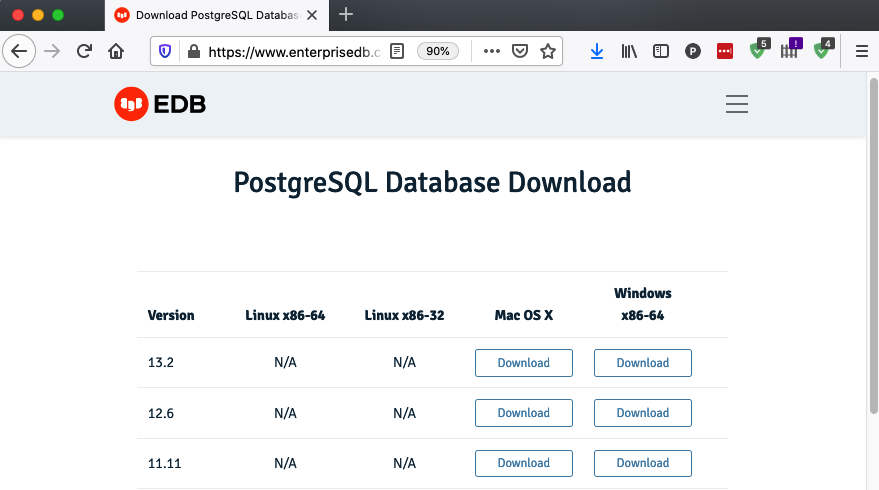 Download PostgreSQL Databas
https://www.enterprisedb.c
90%
P
5
!
4
EDB
PostgreSQL Database Download
Version Linux x86-64 Linux x86-32 Mac OS X Windows x86-64
13.2 N/A N/A Download Download
12.6 N/A N/A Download Download
11.11 N/A N/A Download Download